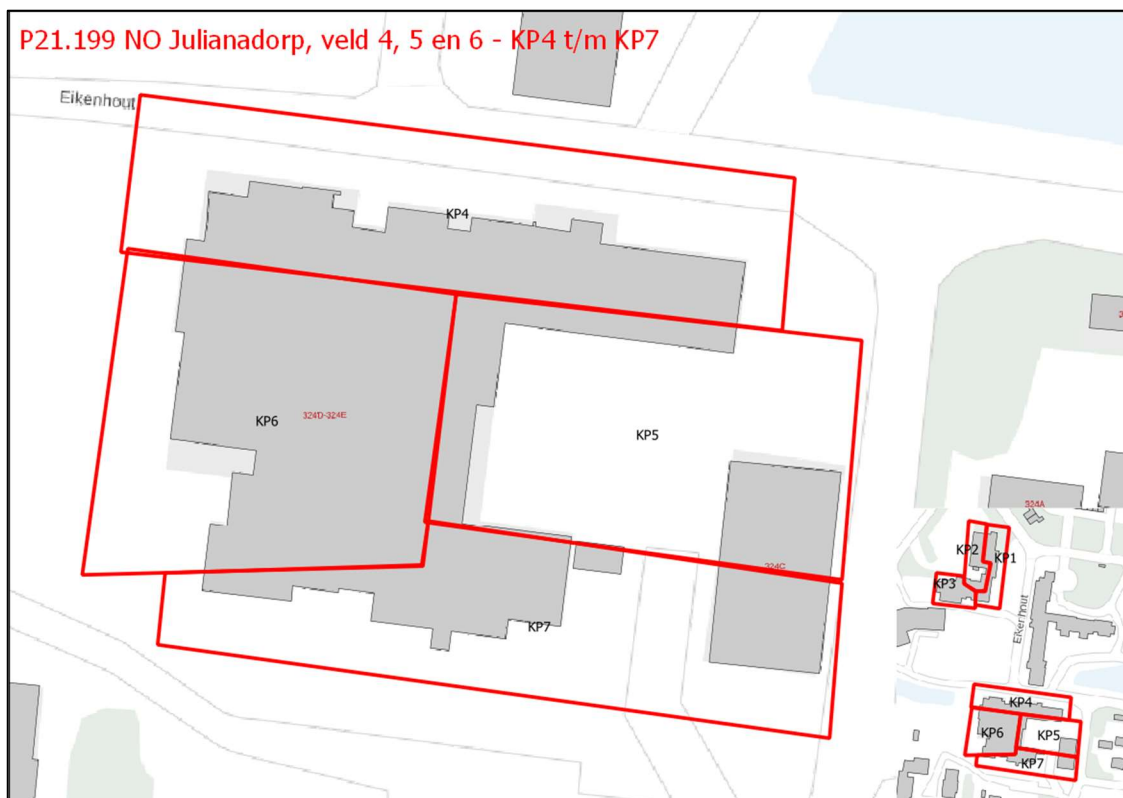 P21.199 NO Julianadorp, veld 4, 5 en 6 - KP4 t/m KP7
Eikenhout
KP4
KP6
324D-324E
KP5
324C
KP7
324A
KP2
KP1
KP3
Eikenhout
KP4
KP6
KP5
KP7